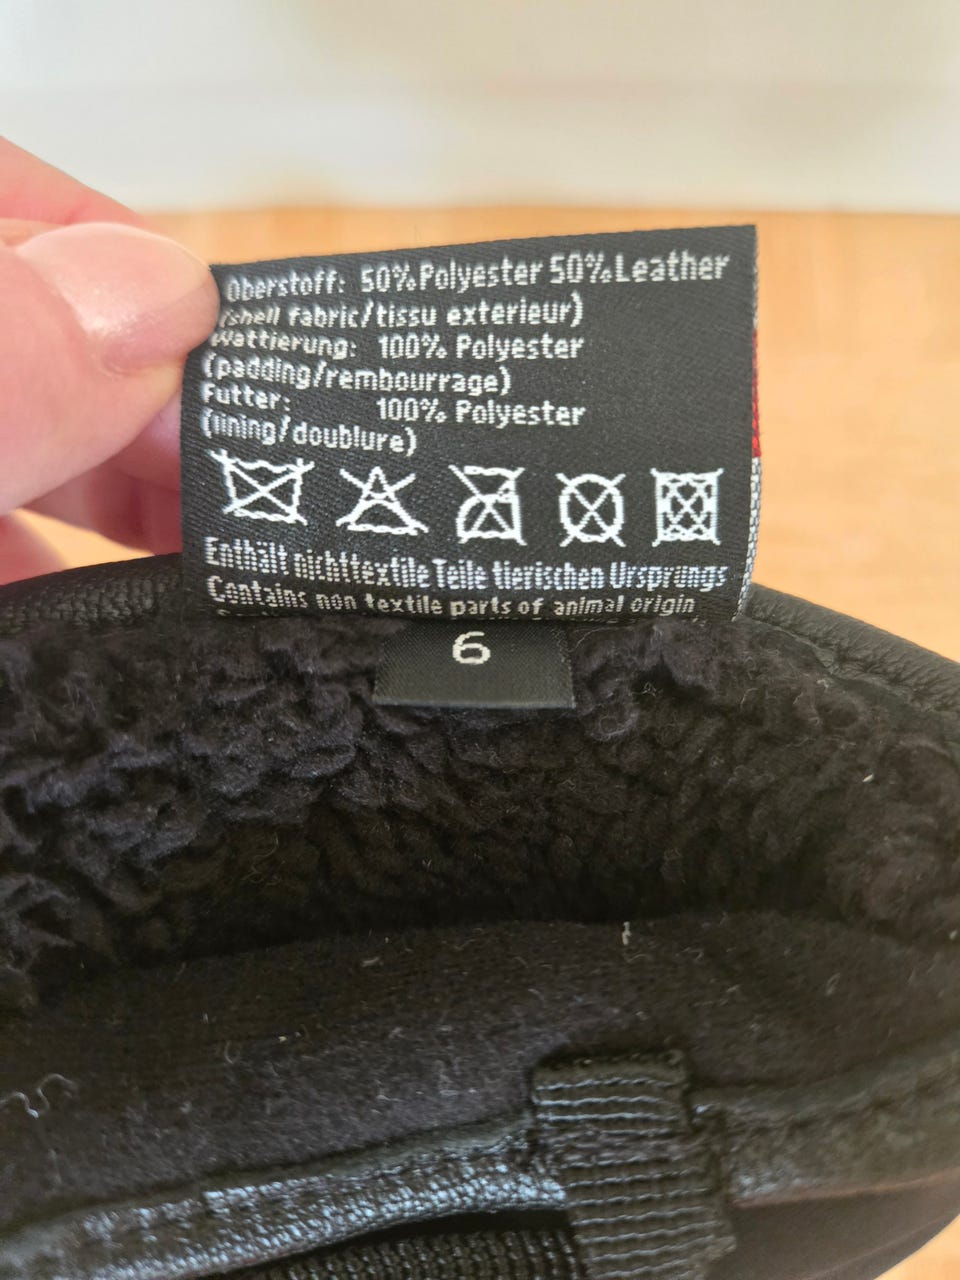 Oberstoff: 50% Polyester 50% Leather
(shell fabric/tissu exterieur)
Wattierung: 100% Polyester
(padding/rembourrage)
Futter: 100% Polyester
(lining/doublure)
Enthält nichttextile Teile tierischen Ursprungs
Contains non textile parts of animal origin
6